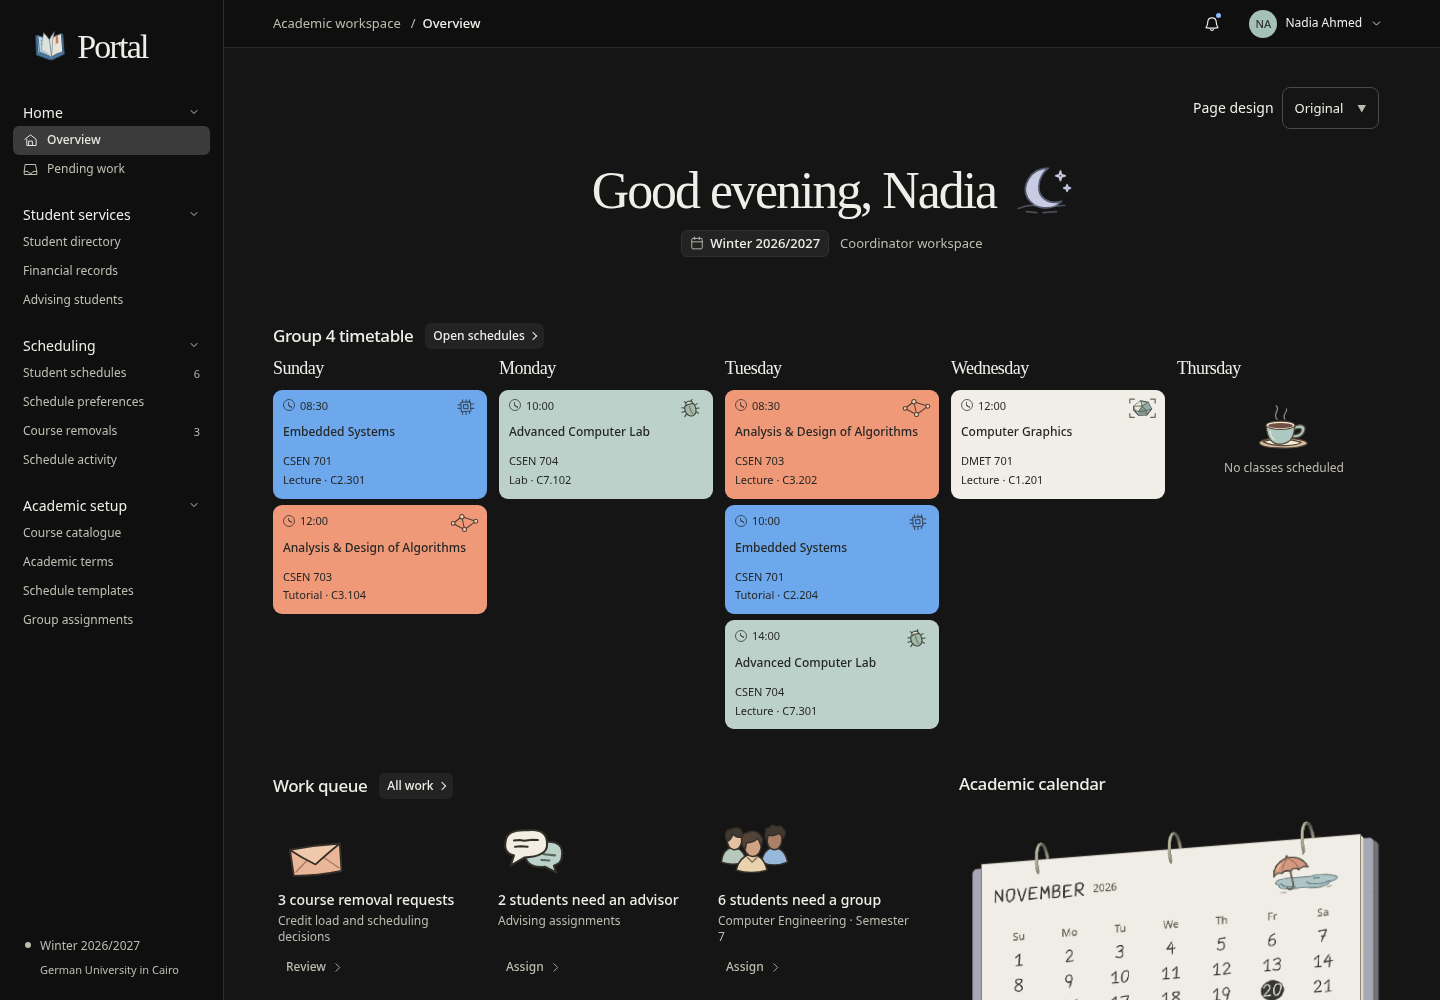 Portal
Academic workspace / Overview
NA
Nadia Ahmed
Home
Overview
Pending work
Student services
Student directory
Financial records
Advising students
Scheduling
Student schedules 6
Schedule preferences
Course removals 3
Schedule activity
Academic setup
Course catalogue
Academic terms
Schedule templates
Group assignments
Winter 2026/2027
German University in Cairo
Page design Original
Good evening, Nadia
Winter 2026/2027 Coordinator workspace
Group 4 timetable Open schedules
Sunday
08:30
Embedded Systems
CSEN 701
Lecture · C2.301
12:00
Analysis & Design of Algorithms
CSEN 703
Tutorial · C3.104
Monday
10:00
Advanced Computer Lab
CSEN 704
Lab · C7.102
Tuesday
08:30
Analysis & Design of Algorithms
CSEN 703
Lecture · C3.202
10:00
Embedded Systems
CSEN 701
Tutorial · C2.204
14:00
Advanced Computer Lab
CSEN 704
Lecture · C7.301
Wednesday
12:00
Computer Graphics
DMET 701
Lecture · C1.201
Thursday
No classes scheduled
Work queue All work
3 course removal requests
Credit load and scheduling
decisions
Review
2 students need an advisor
Advising assignments
Assign
6 students need a group
Computer Engineering · Semester
7
Assign
Academic calendar
NOVEMBER 2026
Su Mo Tu We Th Fr Sa
1 2 3 4 5 6 7
8 9 10 11 12 13 14
17 18 19 20 21